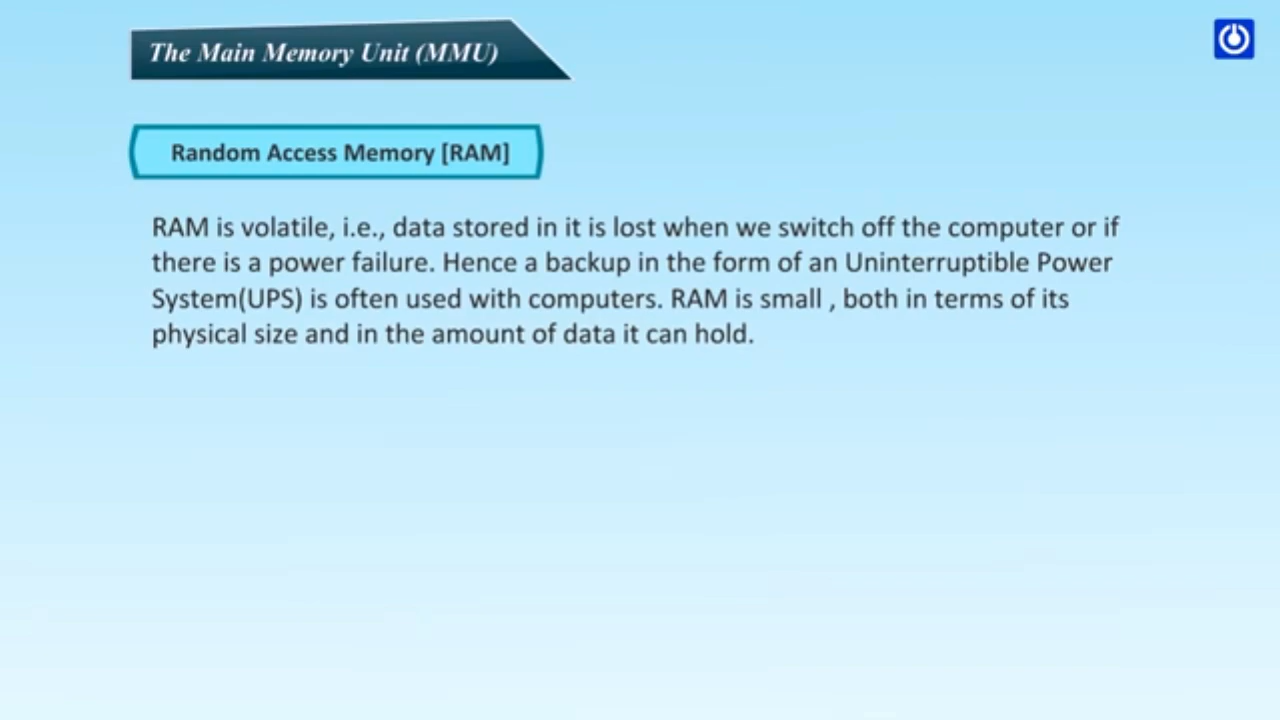 The Main Memory Unit (MMU)
Random Access Memory [RAM]
RAM is volatile, i.e., data stored in it is lost when we switch off the computer or if
there is a power failure. Hence a backup in the form of an Uninterruptible Power
System(UPS) is often used with computers. RAM is small , both in terms of its
physical size and in the amount of data it can hold.